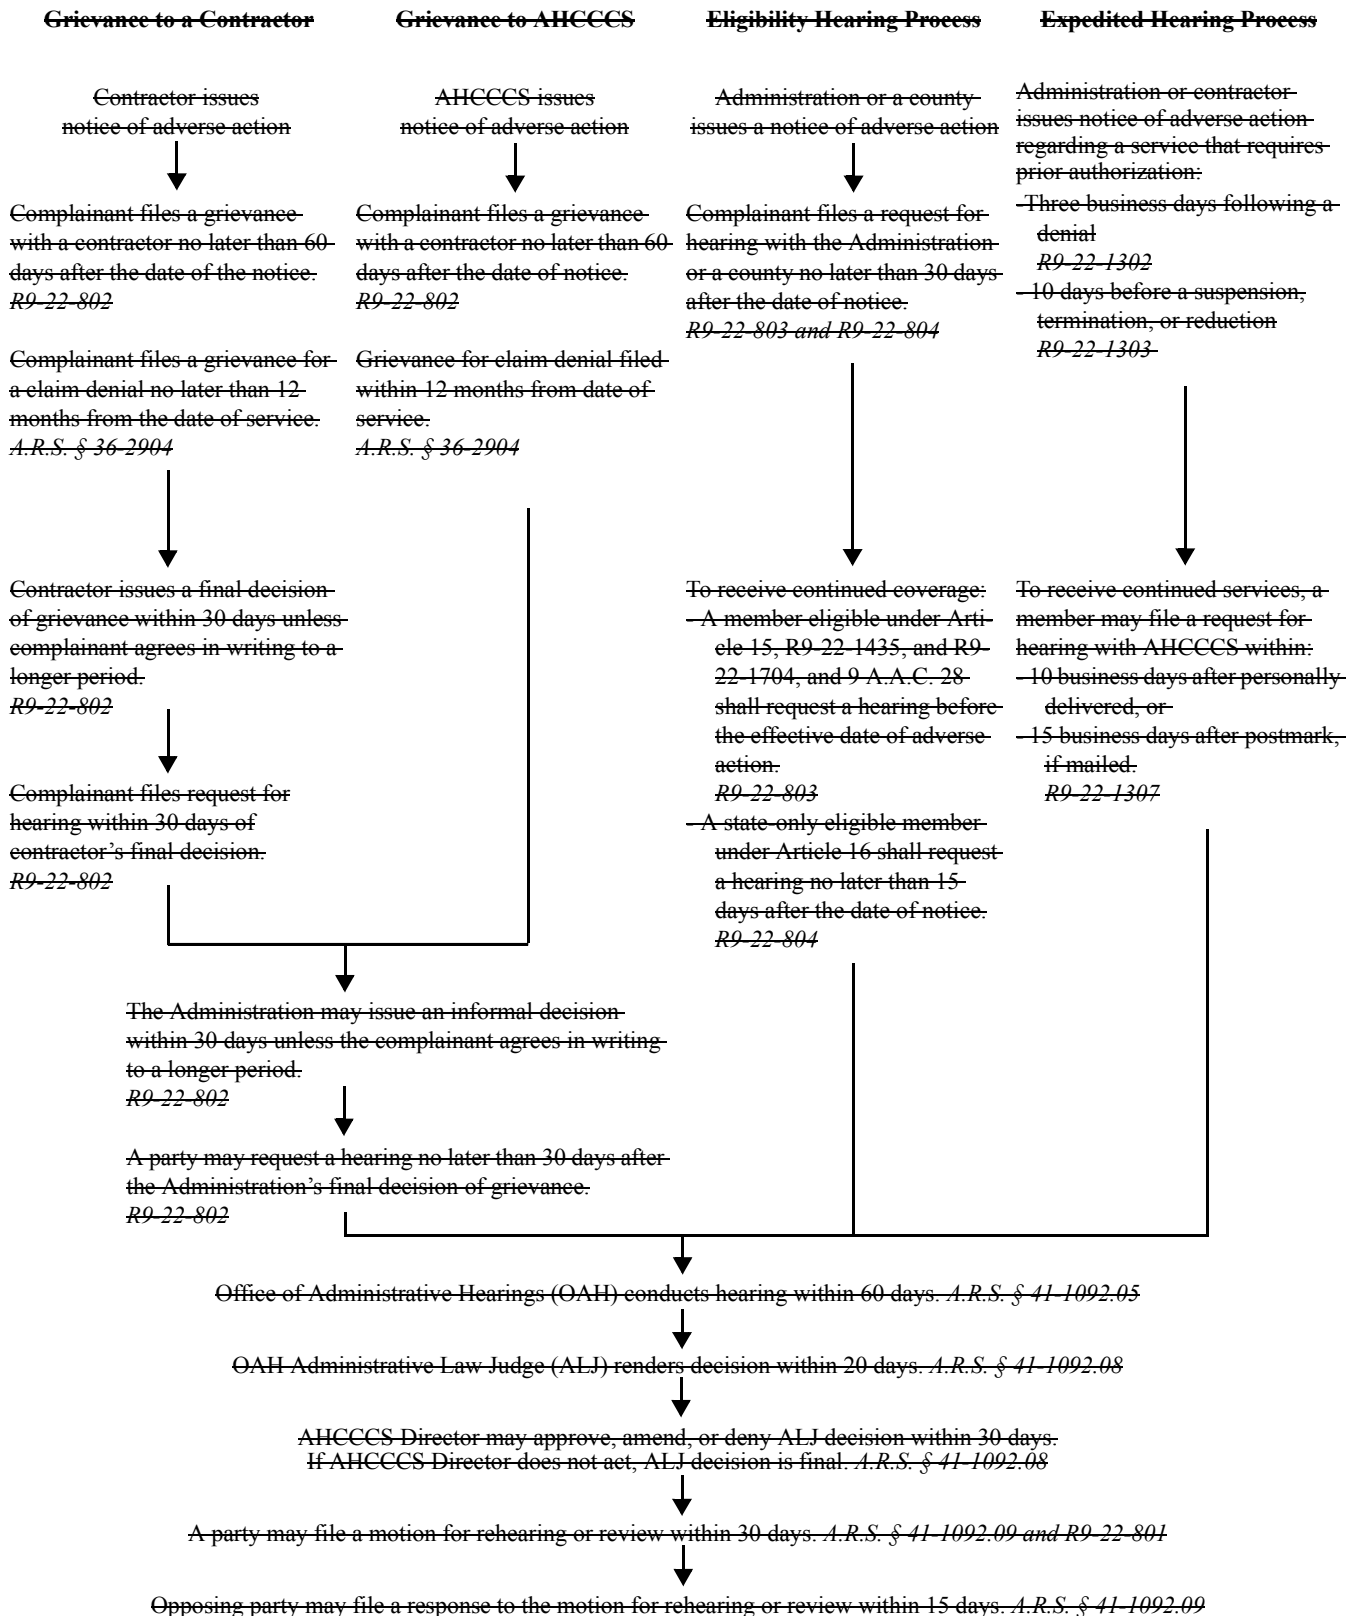 Grievance to a Contractor
Contractor issues
notice of adverse action
Complainant files a grievance
with a contractor no later than 60
days after the date of the notice.
R9-22-802
Complainant files a grievance for
a claim denial no later than 12
months from the date of service.
A.R.S. § 36-2904
Contractor issues a final decision
of grievance within 30 days unless
complainant agrees in writing to a
longer period.
R9-22-802
Complainant files request for
hearing within 30 days of
contractor's final decision.
R9-22-802
Grievance to AHCCCS
AHCCCS issues
notice of adverse action
Complainant files a grievance
with a contractor no later than 60
days after the date of notice.
R9-22-802
Grievance for claim denial filed
within 12 months from date of
service.
A.R.S. § 36-2904
The Administration may issue an informal decision
within 30 days unless the complainant agrees in writing
to a longer period.
R9-22-802
A party may request a hearing no later than 30 days after
the Administration's final decision of grievance.
R9-22-802
Eligibility Hearing Process
Administration or a county
issues a notice of adverse action
Complainant files a request for
hearing with the Administration
or a county no later than 30 days
after the date of notice.
R9-22-803 and R9-22-804
To receive continued coverage:
- A member eligible under Arti-
cle 15, R9-22-1435, and R9-
22-1704, and 9 A.A.C. 28
shall request a hearing before
the effective date of adverse
action.
R9-22-803
- A state-only eligible member
under Article 16 shall request
a hearing no later than 15
days after the date of notice.
R9-22-804
Expedited Hearing Process
Administration or contractor
issues notice of adverse action
regarding a service that requires
prior authorization:
-Three business days following a
denial
R9-22-1302
- 10 days before a suspension,
termination, or reduction
R9-22-1303
To receive continued services, a
member may file a request for
hearing with AHCCCS within:
- 10 business days after personally
delivered, or
- 15 business days after postmark,
if mailed.
R9-22-1307
Office of Administrative Hearings (OAH) conducts hearing within 60 days. A.R.S. § 41-1092.05
OAH Administrative Law Judge (ALJ) renders decision within 20 days. A.R.S. § 41-1092.08
AHCCCS Director may approve, amend, or deny ALJ decision within 30 days.
If AHCCCS Director does not act, ALJ decision is final. A.R.S. § 41-1092.08
A party may file a motion for rehearing or review within 30 days. A.R.S. § 41-1092.09 and R9-22-801
Opposing party may file a response to the motion for rehearing or review within 15 days. A.R.S. § 41-1092.09